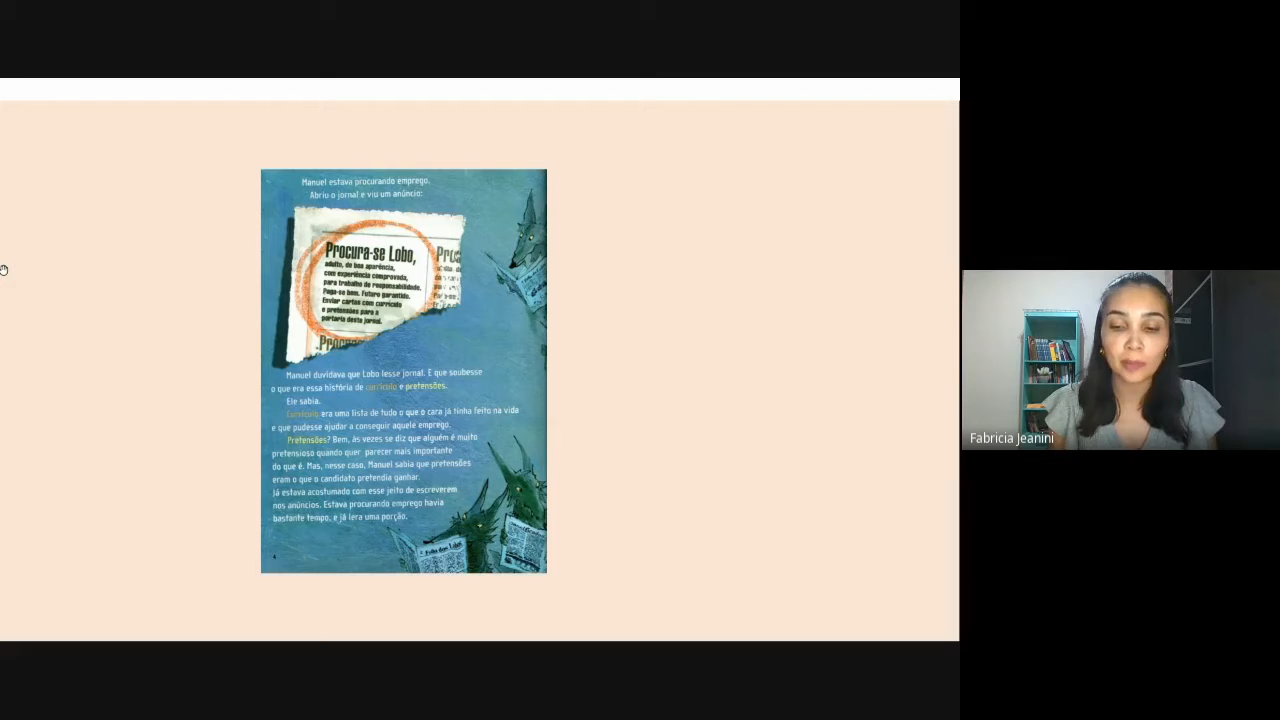 Manuel estava procurando emprego.
Abriu o jornal e viu um anúncio:
Procura-se Lobo,
adulto, de boa aparência,
com experiência comprovada,
para trabalho de responsabilidade.
Paga-se bem. Futuro garantido.
Enviar cartas com currículo
e pretensões para a
portaria deste jornal.
Manuel duvidava que Lobo lesse jornal. E que soubesse
o que era essa história de currículo e pretensões.
Ele sabia.
Currículo era uma lista de tudo o que o cara já tinha feito na vida
e que pudesse ajudar a conseguir aquele emprego.
Pretensões? Bem, às vezes se diz que alguém é muito
pretensioso quando quer parecer mais importante
do que é. Mas, nesse caso, Manuel sabia que pretensões
eram o que o candidato pretendia ganhar.
Já estava acostumado com esse jeito de escreverem
nos anúncios. Estava procurando emprego havia
bastante tempo, e já lera uma porção.
4
Fabricia Jeanini